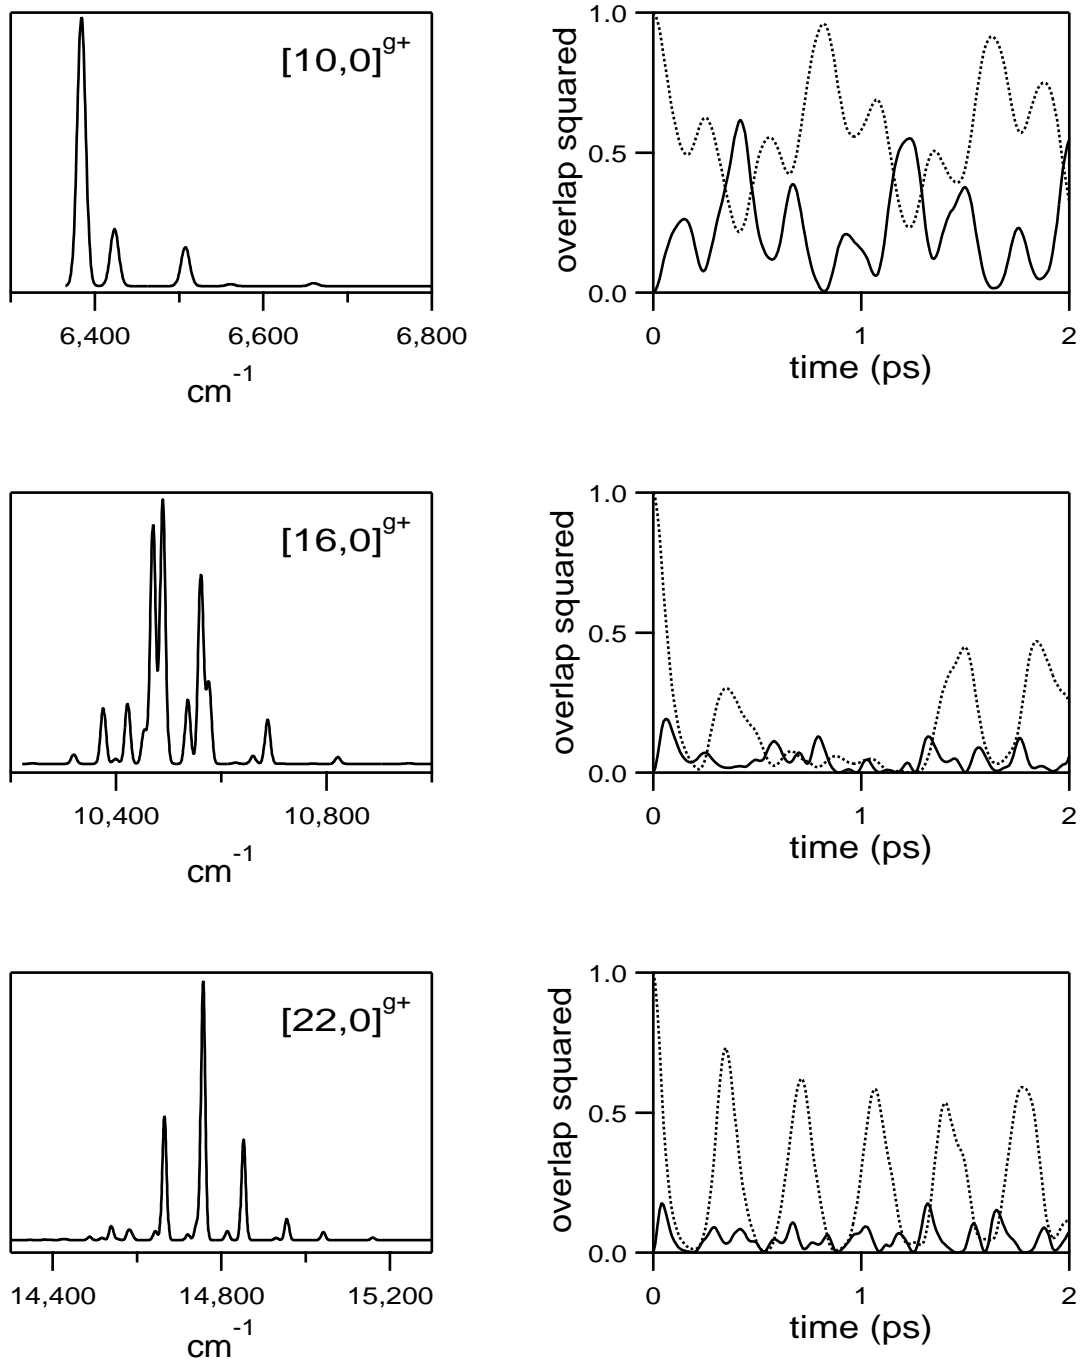 [10,0]g+
6,400 6,600 6,800
cm-1
overlap squared
1.0
0.5
0.0
0 1 2
time (ps)
[16,0]g+
10,400 10,800
cm-1
overlap squared
1.0
0.5
0.0
0 1 2
time (ps)
[22,0]g+
14,400 14,800 15,200
cm-1
overlap squared
1.0
0.5
0.0
0 1 2
time (ps)